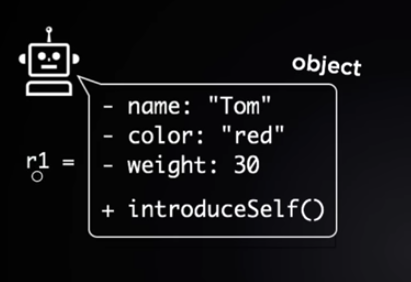 object
- name: "Tom"
- color: "red"
r1 = - weight: 30
+ introduceSelf()